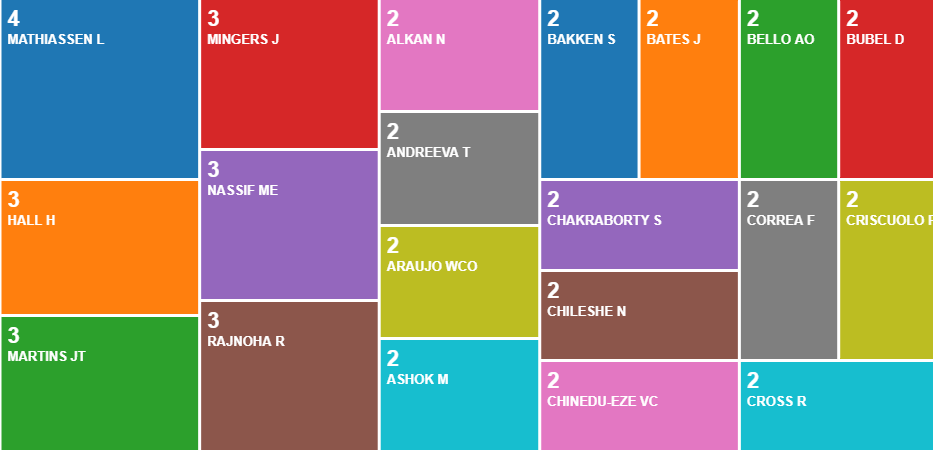 4
MATHIASSEN L
3
HALL H
3
MARTINS JT
3
MINGERS J
3
NASSIF ME
3
RAJNOHA R
2
ALKAN N
2
ANDREEVA T
2
ARAUJO WCO
2
ASHOK M
2
BAKKEN S
2
BATES J
2
BELLO AO
2
BUBEL D
2
CHAKRABORTY S
2
CHILESHE N
2
CHINEDU-EZE VC
2
CORREA F
2
CRISCUOLO
2
CROSS R